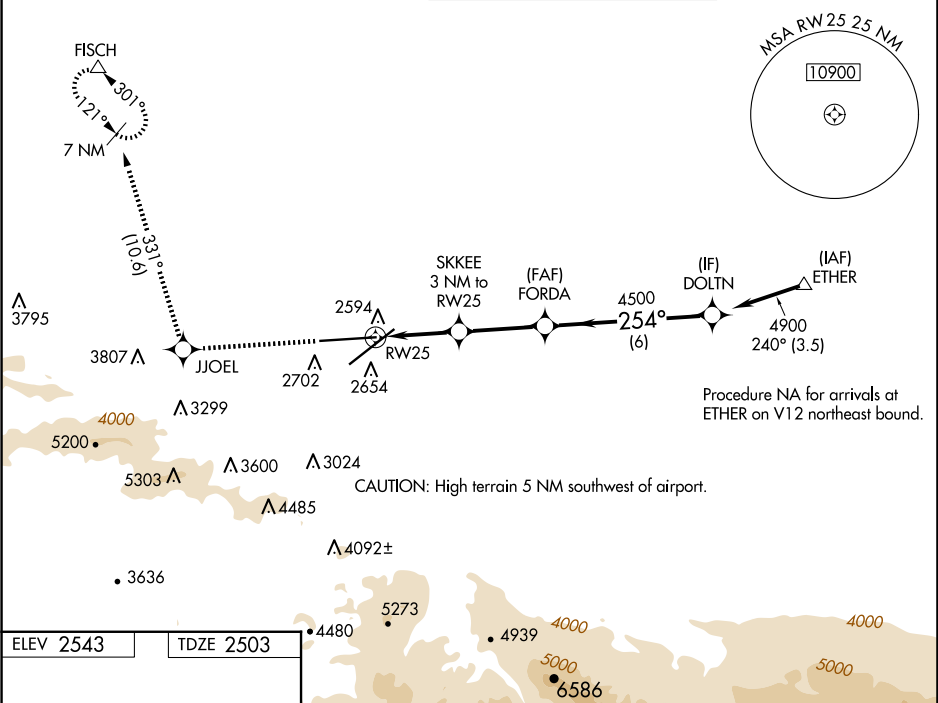 MSA RW25 25 NM
10900
FISCH
301°
121°
7 NM
331°
(10.6)
SKKEE
3 NM to
RW25
(FAF)
FORDA
4500
254°
(6)
(IF)
DOLTN
(IAF)
ETHER
4900
240° (3.5)
3795
3807
JJOEL
2594
RW25
2702
2654
Procedure NA for arrivals at
ETHER on V12 northeast bound.
3299
4000
5200
5303
3600
3024
4485
CAUTION: High terrain 5 NM southwest of airport.
4092±
3636
5273
4480
4939
4000
4000
5000
5000
6586
ELEV 2543
TDZE 2503